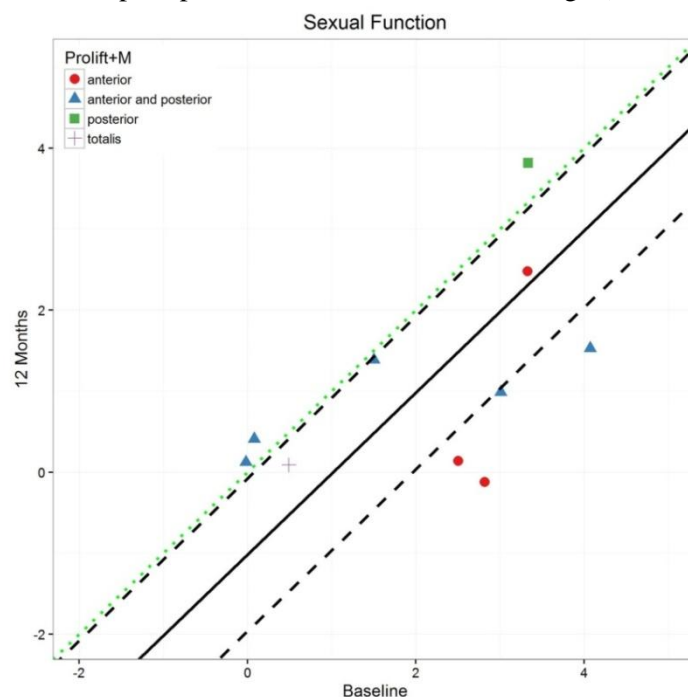 Sexual Function
Prolift+M
anterior
anterior and posterior
posterior
totalis
4
2
0
-2
12 Months
-2 0 2 4
Baseline